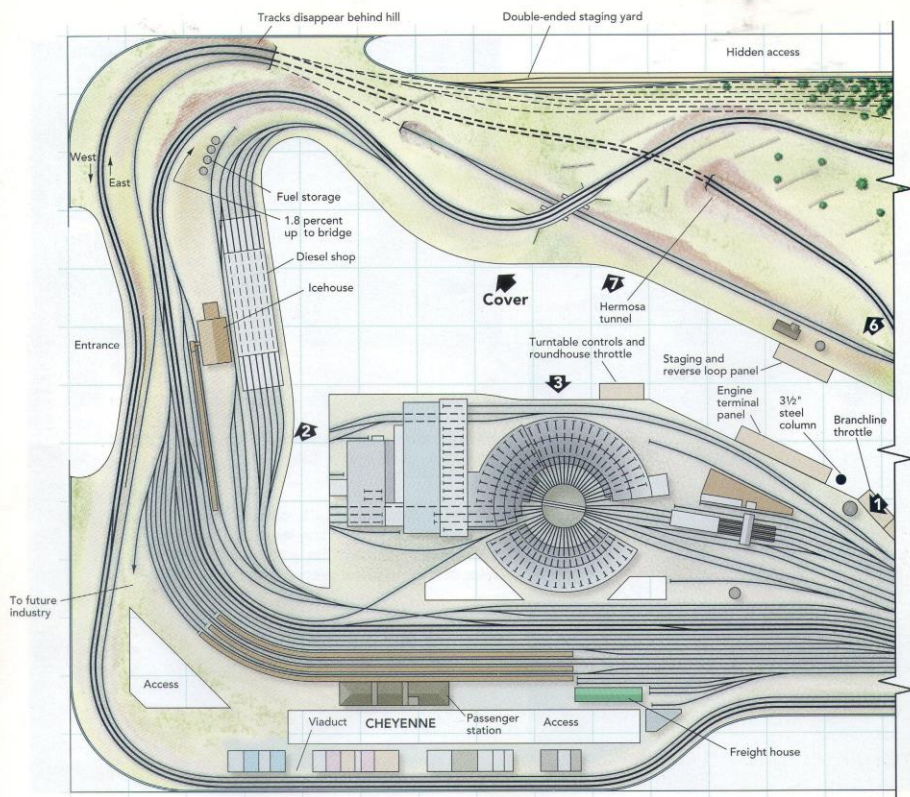 Tracks disappear behind hill
Double-ended staging yard
Hidden access
West
East
Fuel storage
1.8 percent
up to bridge
Diesel shop
Icehouse
Cover
7
Hermosa
tunnel
6
Entrance
Turntable controls and
roundhouse throttle
Staging and
reverse loop panel
Engine
terminal
panel
3½"
steel
column
Branchline
throttle
3
2
1
To future
industry
Access
Viaduct
CHEYENNE
Passenger
station
Access
Freight house